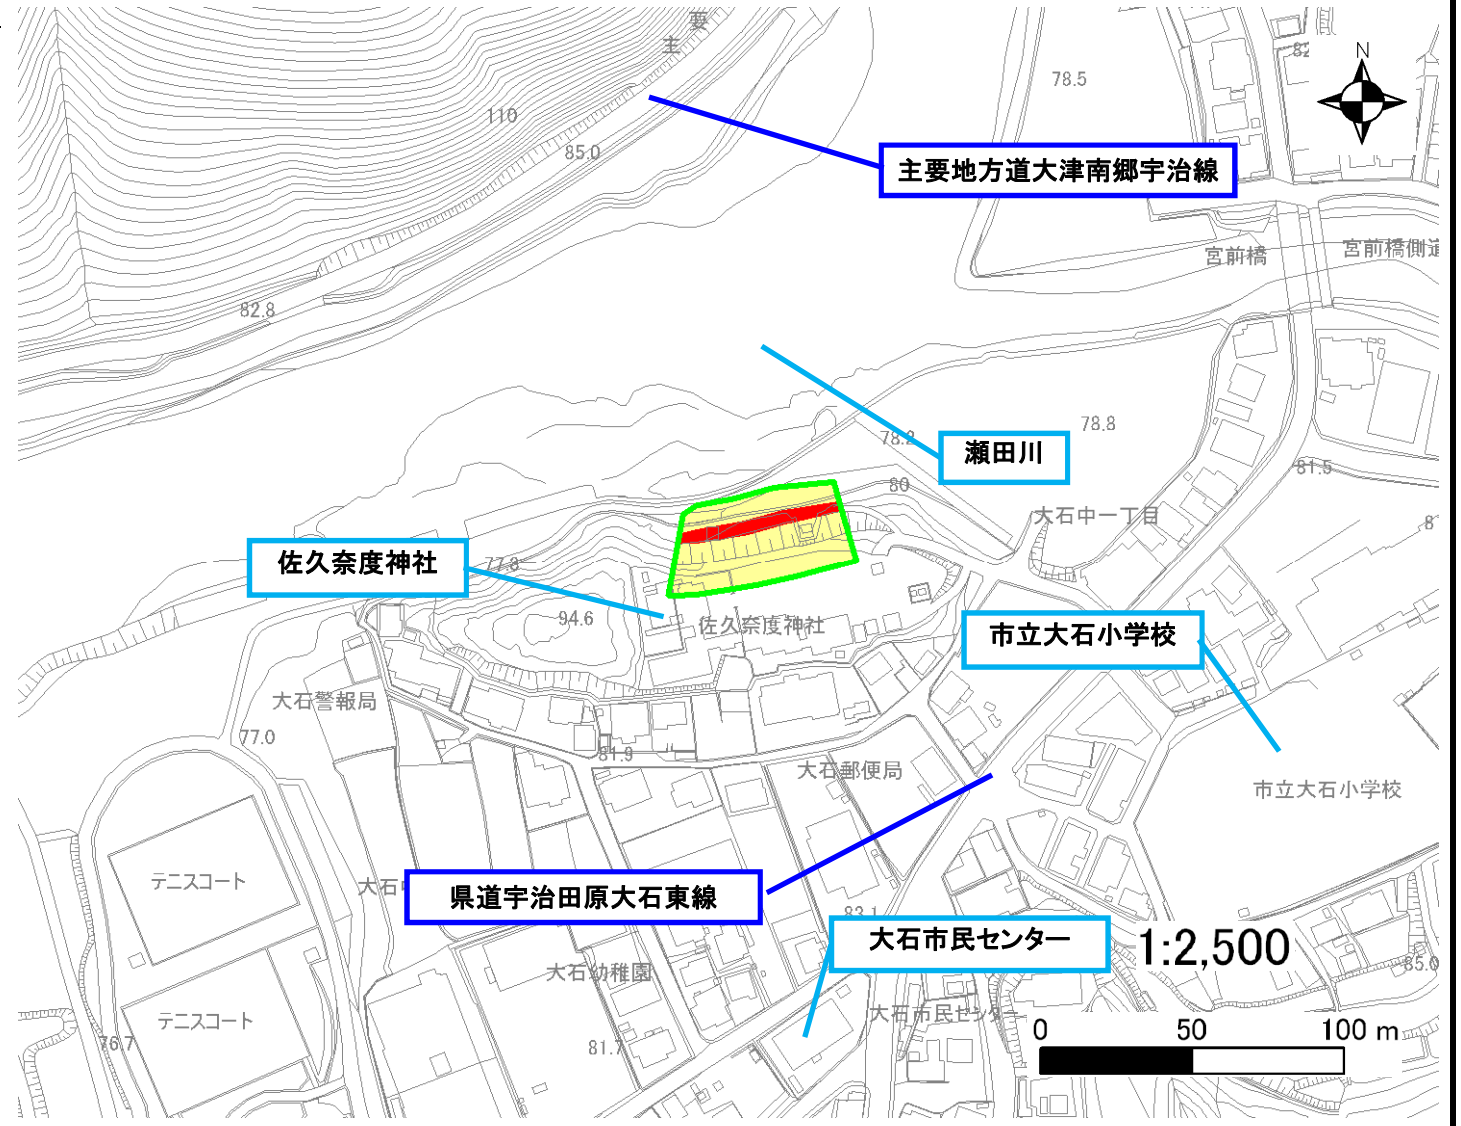 要
主
78.5
82
N
110
85.0
主要地方道大津南郷宇治線
宮前橋
宮前橋側道
82.8
瀬田川
78.2
78.8
81.5
80
大石中一丁目
佐久奈度神社
77.3
94.6
佐久奈度神社
市立大石小学校
大石警報局
77.0
81.9
大石郵便局
市立大石小学校
テニスコート
県道宇治田原大石東線
83.1
大石市民センター
1:2,500
85.0
大石幼稚園
テニスコート
大石市民センター
76.7
81.7
0 50 100 m